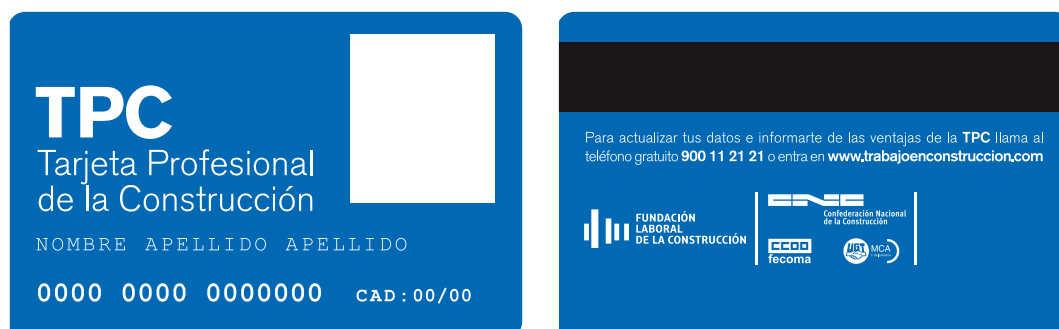 TPC
Tarjeta Profesional
de la Construcción
NOMBRE APELLIDO APELLIDO
0000 0000 0000000 CAD:00/00
Para actualizar tus datos e informarte de las ventajas de la TPC llama al
teléfono gratuito 900 11 21 21 o entra en www.trabajoenconstruccion.com
FUNDACIÓN
LABORAL
DE LA CONSTRUCCIÓN
CNC
Confederación Nacional
de la Construcción
CCOO
fecoma
UGT MCA